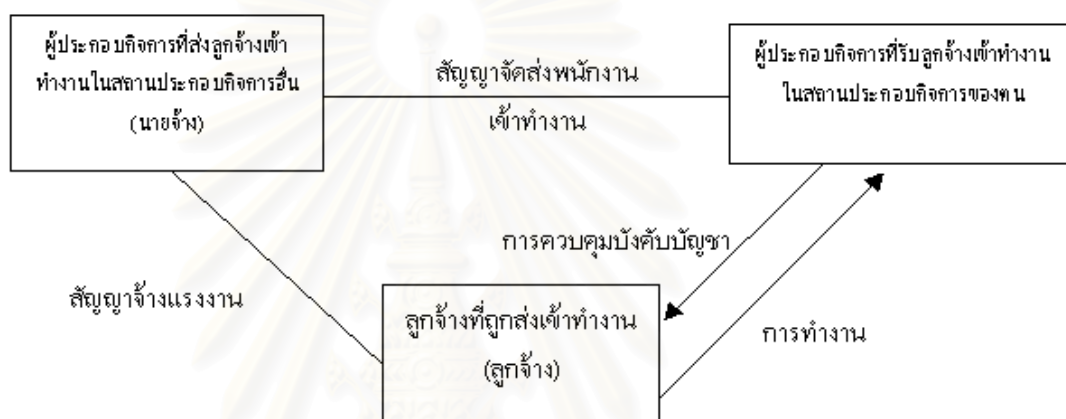 ผู้ประกอบกิจการที่ส่งลูกจ้างเข้า
ทำงานในสถานประกอบกิจการอื่น
(นายจ้าง)
สัญญาจัดส่งพนักงาน
เข้าทำงาน
ผู้ประกอบกิจการที่รับลูกจ้างเข้าทำงาน
ในสถานประกอบกิจการของตน
การควบคุมบังคับบัญชา
สัญญาจ้างแรงงาน
ลูกจ้างที่ถูกส่งเข้าทำงาน
(ลูกจ้าง)
การทำงาน